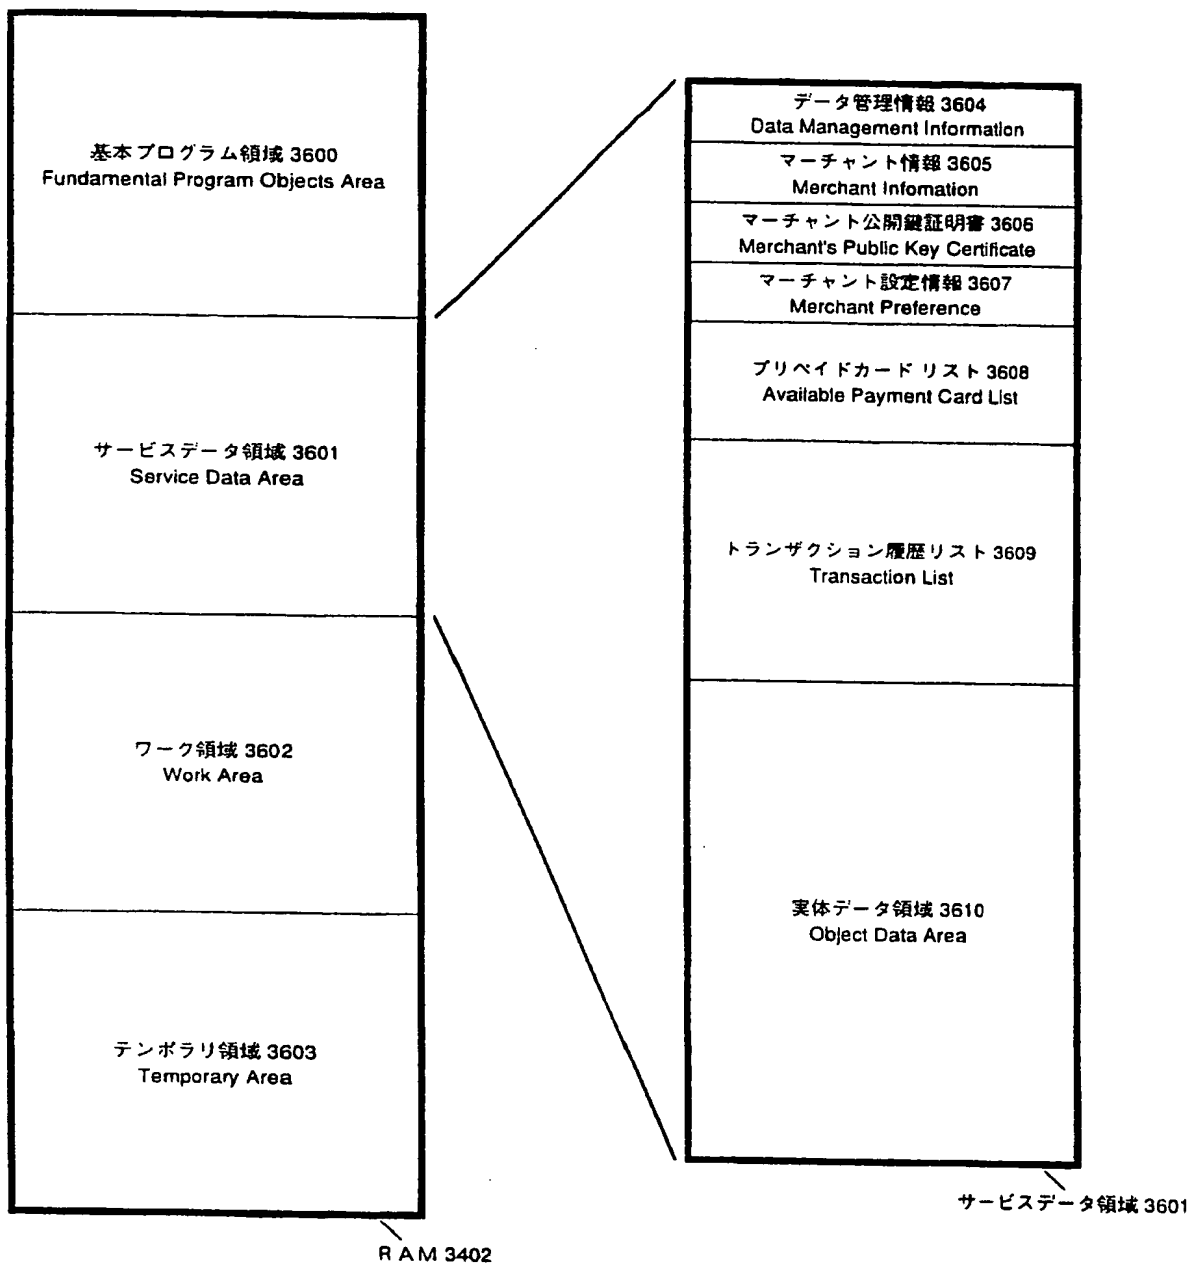 基本プログラム領域 3600
Fundamental Program Objects Area
サービスデータ領域 3601
Service Data Area
ワーク領域 3602
Work Area
テンポラリ領域 3603
Temporary Area
RAM 3402
データ管理情報 3604
Data Management Information
マーチャント情報 3605
Merchant Infomation
マーチャント公開鍵証明書 3606
Merchant's Public Key Certificate
マーチャント設定情報 3607
Merchant Preference
プリペイドカード リスト 3608
Available Payment Card List
トランザクション履歴リスト 3609
Transaction List
実体データ領域 3610
Object Data Area
サービスデータ領域 3601